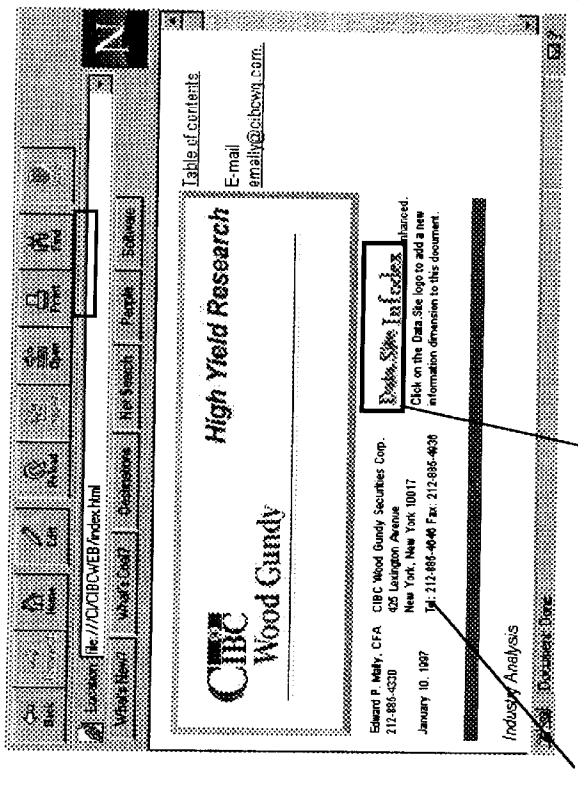 Back
Home
Edit
Reload
Open
Print
Find
Location: file:///C|/CIBCWEB/index.html
N
What's New?
What's Cool?
Destinations
Net Search
People
Software
CIBC
Wood Gundy
High Yield Research
Table of contents
E-mail
emally@cibcwg.com.
Edward P. Mally, CFA
212-885-4330
January 10, 1997
CIBC Wood Gundy Securities Corp.
425 Lexington Avenue
New York, New York 10017
Tel: 212-885-4646 Fax: 212-885-4938
Data.Site Infodex enhanced.
Click on the Data.Site logo to add a new
information dimension to this document.
Industry Analysis
Document: Done